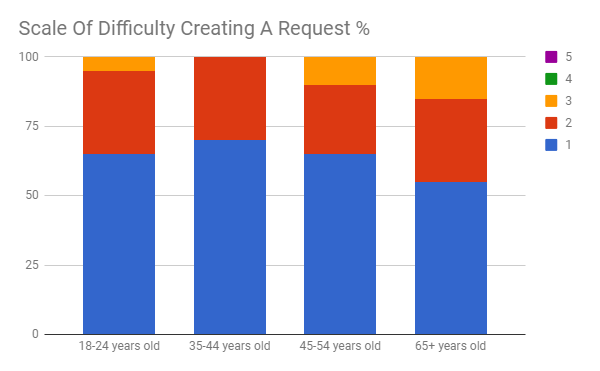 Scale Of Difficulty Creating A Request %
100
75
50
25
0
18-24 years old
35-44 years old
45-54 years old
65+ years old
5
4
3
2
1